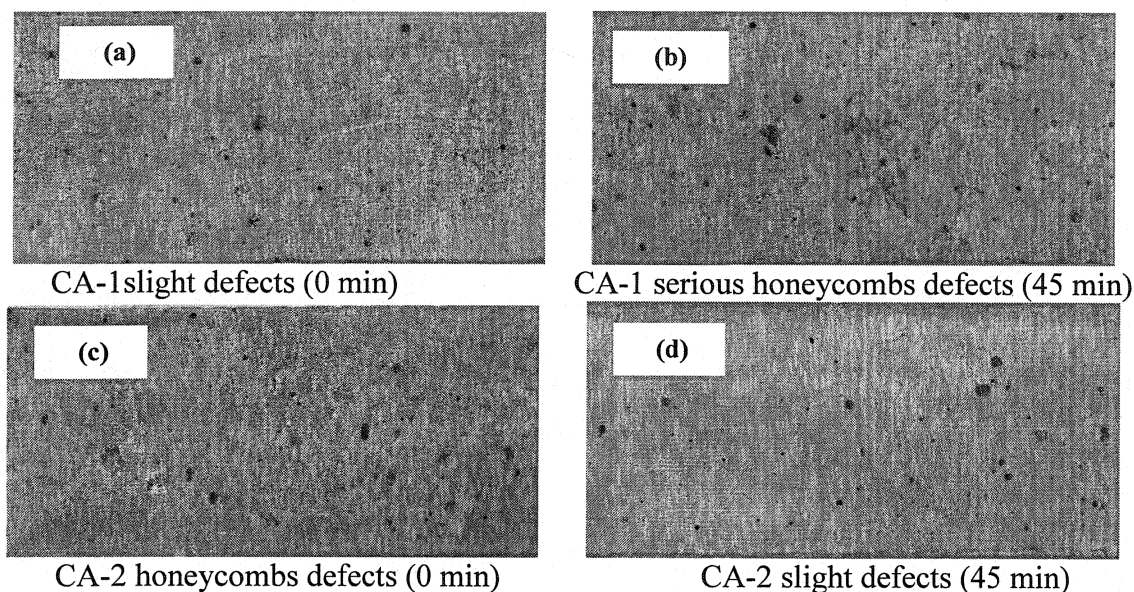 (a)
(b)
CA-1slight defects (0 min)
CA-1 serious honeycombs defects (45 min)
(c)
(d)
CA-2 honeycombs defects (0 min)
CA-2 slight defects (45 min)